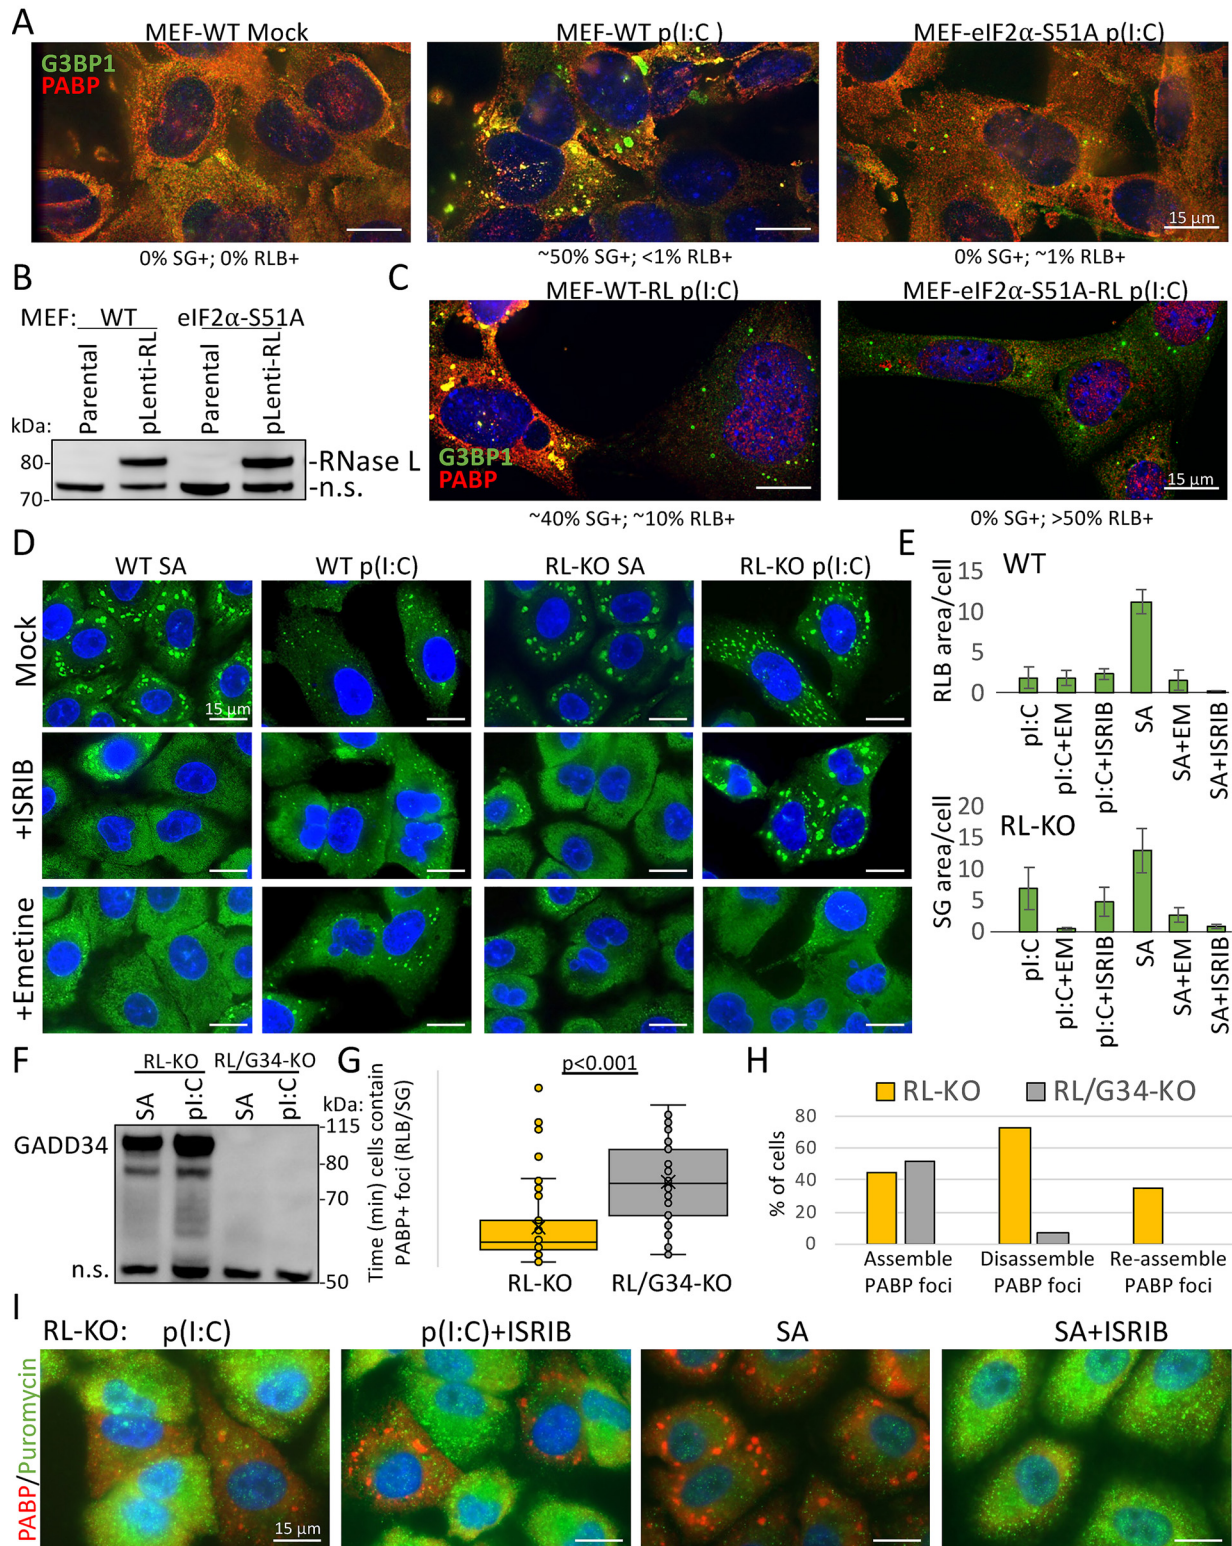 A
MEF-WT Mock
MEF-WT p(I:C )
MEF-eIF2α-S51A p(I:C)
G3BP1
PABP
15 μm
0% SG+; 0% RLB+
~50% SG+; <1% RLB+
0% SG+; ~1% RLB+
B
MEF: WT eIF2α-S51A
Parental
pLenti-RL
Parental
pLenti-RL
kDa:
80-
70-
-RNase L
-n.s.
C
MEF-WT-RL p(I:C)
MEF-eIF2α-S51A-RL p(I:C)
G3BP1
PABP
15 μm
~40% SG+; ~10% RLB+
0% SG+; >50% RLB+
D
WT SA
WT p(I:C)
RL-KO SA
RL-KO p(I:C)
Mock
15 μm
+ISRIB
+Emetine
E
WT
RLB area/cell
15
10
5
0
pI:C
pI:C+EM
pI:C+ISRIB
SA
SA+EM
SA+ISRIB
RL-KO
SG area/cell
20
15
10
5
0
pI:C
pI:C+EM
pI:C+ISRIB
SA
SA+EM
SA+ISRIB
F
RL-KO RL/G34-KO
SA
pI:C
SA
pI:C
kDa:
GADD34
n.s.
-115
-80
-70
-50
G
p<0.001
Time (min) cells contain
PABP+ foci (RLB/SG)
RL-KO
RL/G34-KO
H
RL-KO
RL/G34-KO
% of cells
80
60
40
20
0
Assemble
PABP foci
Disassemble
PABP foci
Re-assemble
PABP foci
I
RL-KO: p(I:C)
p(I:C)+ISRIB
SA
SA+ISRIB
PABP/Puromycin
15 μm